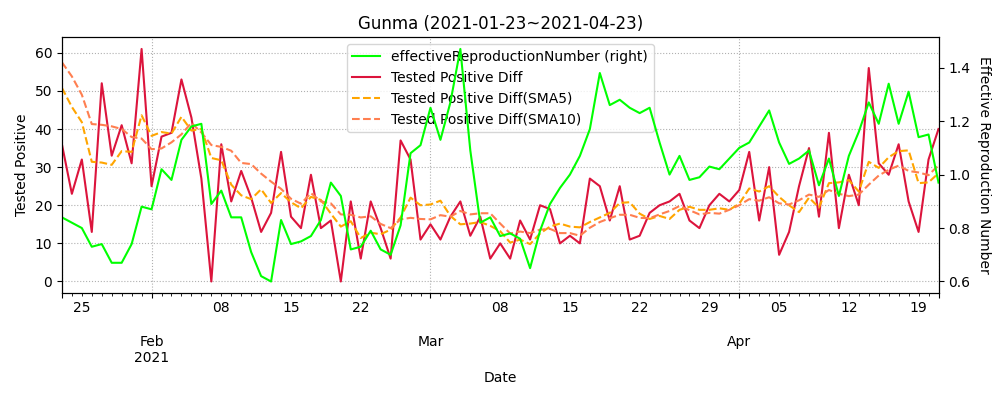 Gunma (2021-01-23~2021-04-23)
effectiveReproductionNumber (right)
Tested Positive Diff
Tested Positive Diff(SMA5)
Tested Positive Diff(SMA10)
Tested Positive
60
50
40
30
20
10
0
1.4
1.2
1.0
0.8
0.6
Effective Reproduction Number
25 08 15 22 08 15 22 29 05 12 19
Feb Mar Apr
2021
Date